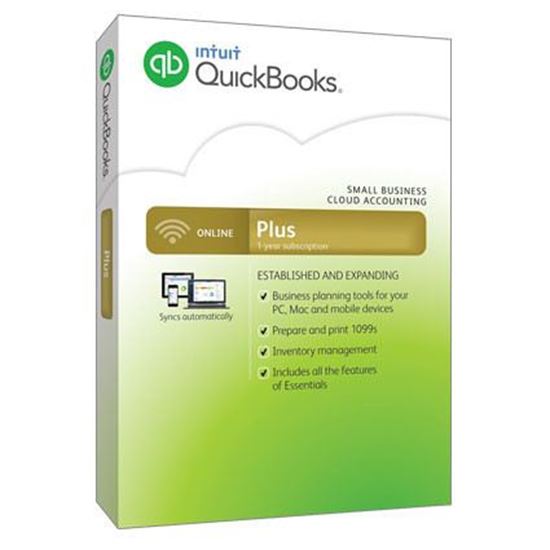 qb
INTUIT
QuickBooks®
SMALL BUSINESS
CLOUD ACCOUNTING
ONLINE
Plus
1-year subscription
ESTABLISHED AND EXPANDING
Business planning tools for your
PC, Mac and mobile devices
Prepare and print 1099s
Inventory management
Includes all the features
of Essentials
Syncs automatically
qb
QuickBooks
Plus